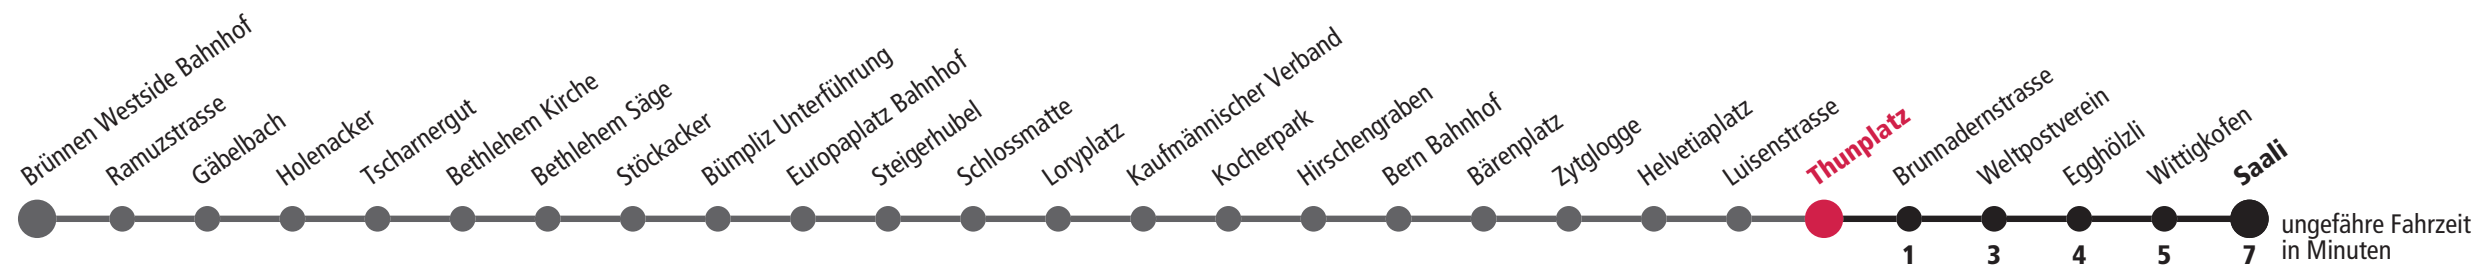 Brünnen Westside Bahnhof
Ramuzstrasse
Gäbelbach
Holenacker
Tscharnergut
Bethlehem Kirche
Bethlehem Säge
Stöckacker
Bümpliz Unterführung
Europaplatz Bahnhof
Steigerhubel
Schlossmatte
Loryplatz
Kaufmännischer Verband
Kocherpark
Hirschengraben
Bern Bahnhof
Bärenplatz
Zytglogge
Helvetiaplatz
Luisenstrasse
Thunplatz
Brunnadernstrasse
Weltpostverein
Egghölzli
Wittigkofen
Saali
ungefähre Fahrzeit
1 3 4 5 7 in Minuten